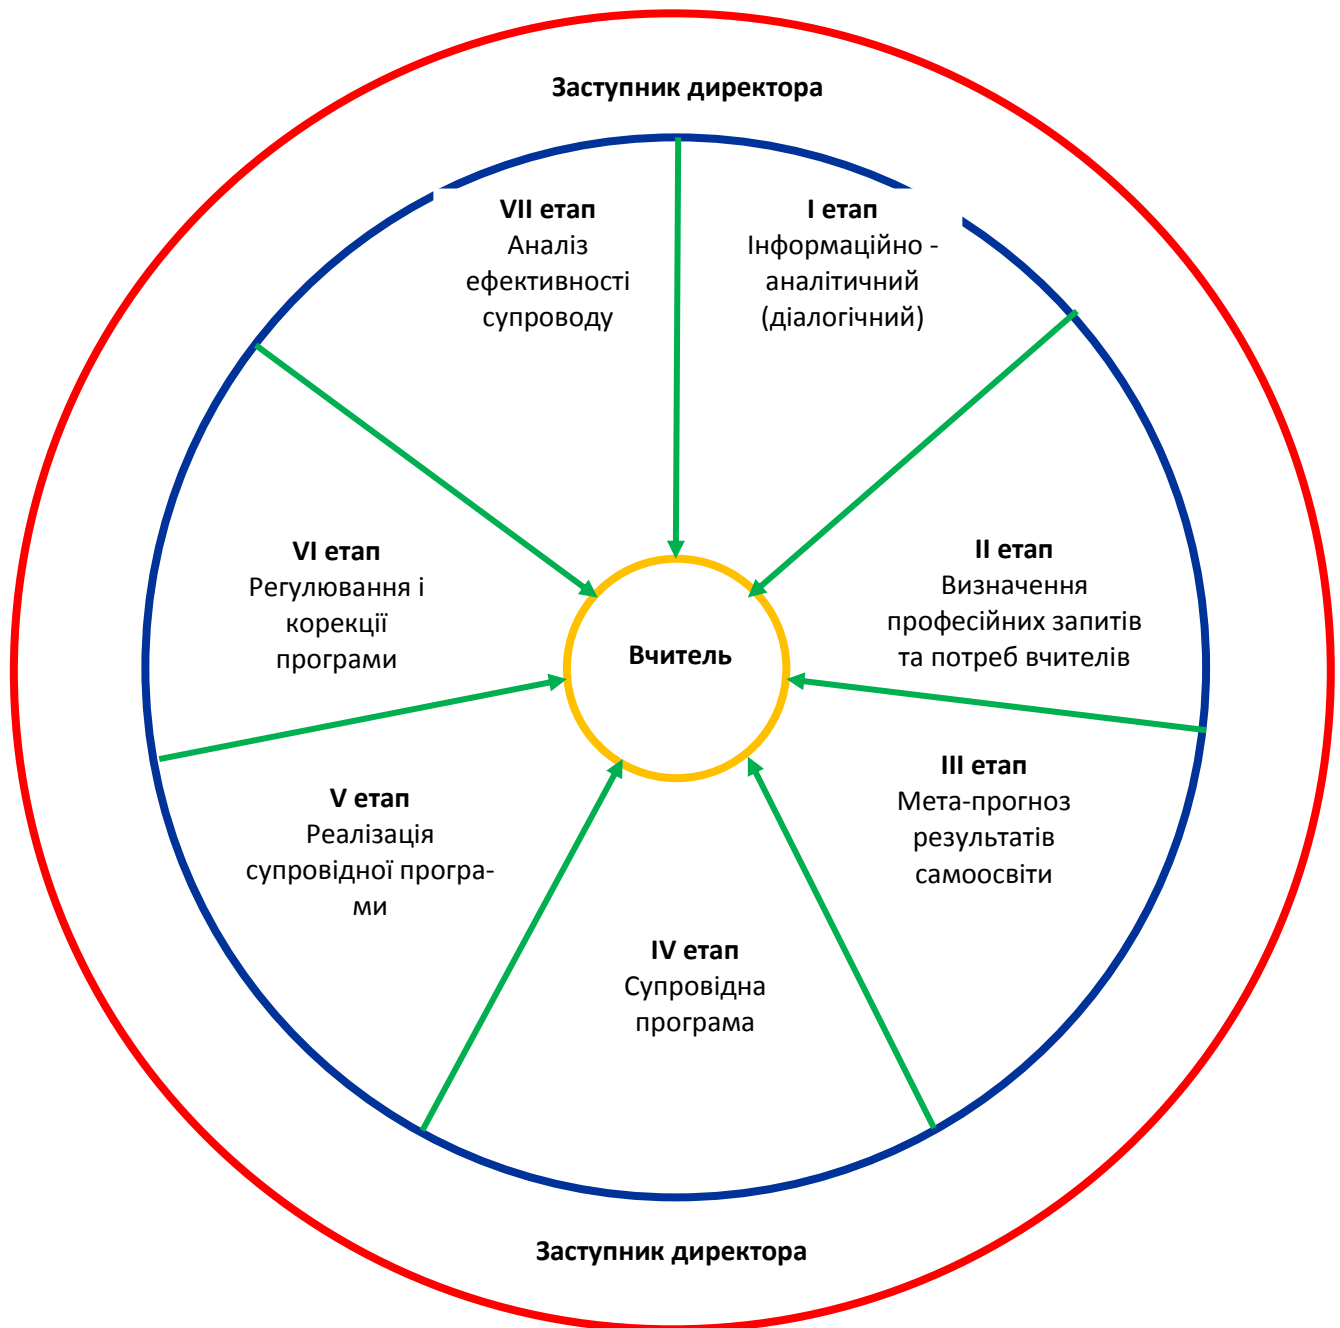 Заступник директора
VII етап
Аналіз
ефективності
супроводу
I етап
Інформаційно -
аналітичний
(діалогічний)
VI етап
Регулювання і
корекції
програми
Вчитель
II етап
Визначення
професійних запитів
та потреб вчителів
V етап
Реалізація
супровідної програ-
ми
III етап
Мета-прогноз
результатів
самоосвіти
IV етап
Супровідна
програма
Заступник директора